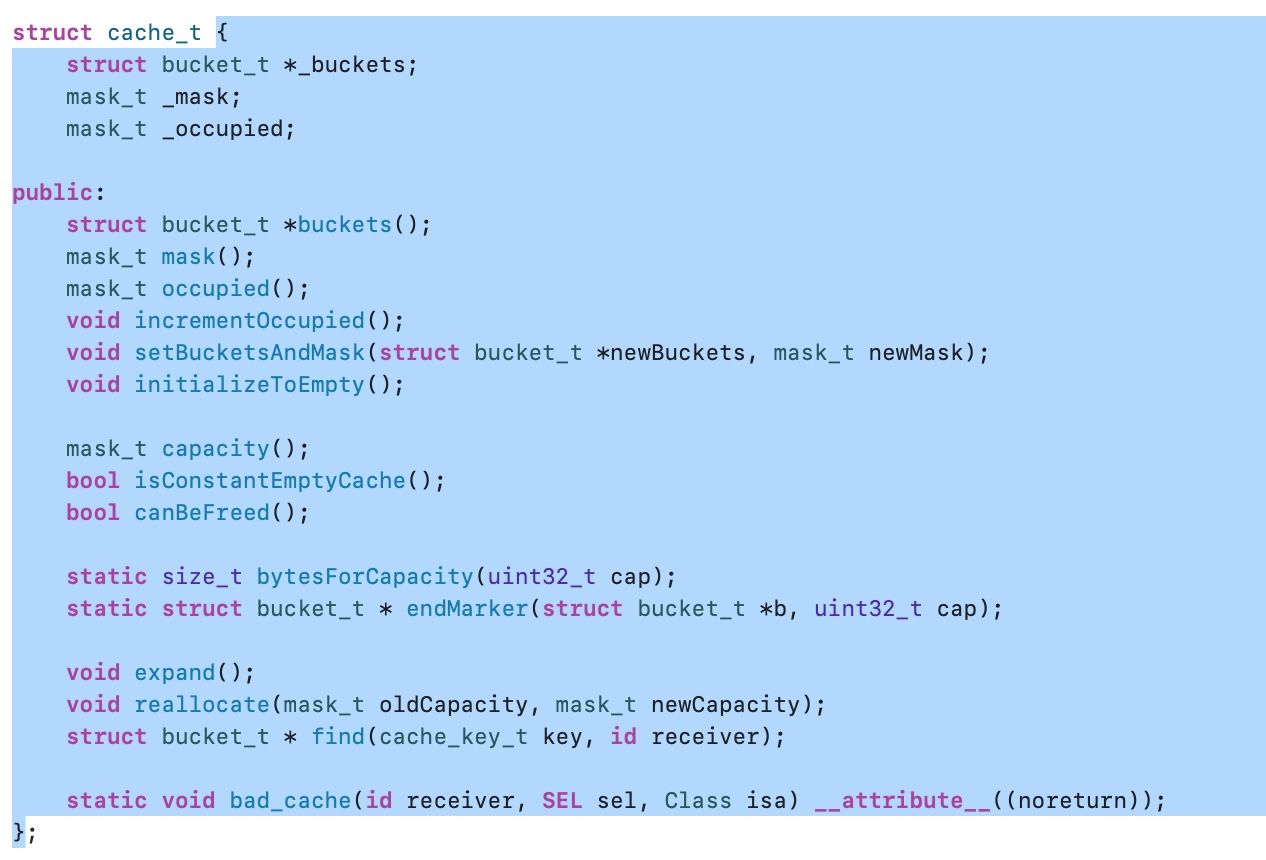 struct cache_t {
    struct bucket_t *_buckets;
    mask_t _mask;
    mask_t _occupied;

public:
    struct bucket_t *buckets();
    mask_t mask();
    mask_t occupied();
    void incrementOccupied();
    void setBucketsAndMask(struct bucket_t *newBuckets, mask_t newMask);
    void initializeToEmpty();

    mask_t capacity();
    bool isConstantEmptyCache();
    bool canBeFreed();

    static size_t bytesForCapacity(uint32_t cap);
    static struct bucket_t * endMarker(struct bucket_t *b, uint32_t cap);

    void expand();
    void reallocate(mask_t oldCapacity, mask_t newCapacity);
    struct bucket_t * find(cache_key_t key, id receiver);

    static void bad_cache(id receiver, SEL sel, Class isa) __attribute__((noreturn));
};